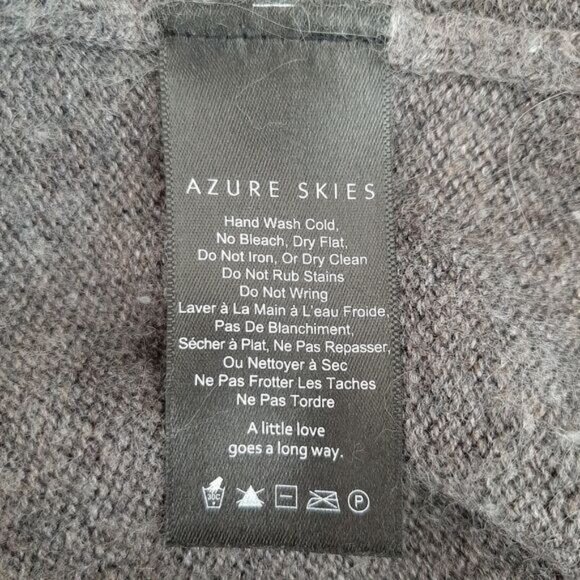 AZURE SKIES
Hand Wash Cold,
No Bleach, Dry Flat,
Do Not Iron, Or Dry Clean
Do Not Rub Stains
Do Not Wring
Laver à La Main à L'eau Froide,
Pas De Blanchiment,
Sécher à Plat, Ne Pas Repasser,
Ou Nettoyer à Sec
Ne Pas Frotter Les Taches
Ne Pas Tordre
A little love
goes a long way.
30C P